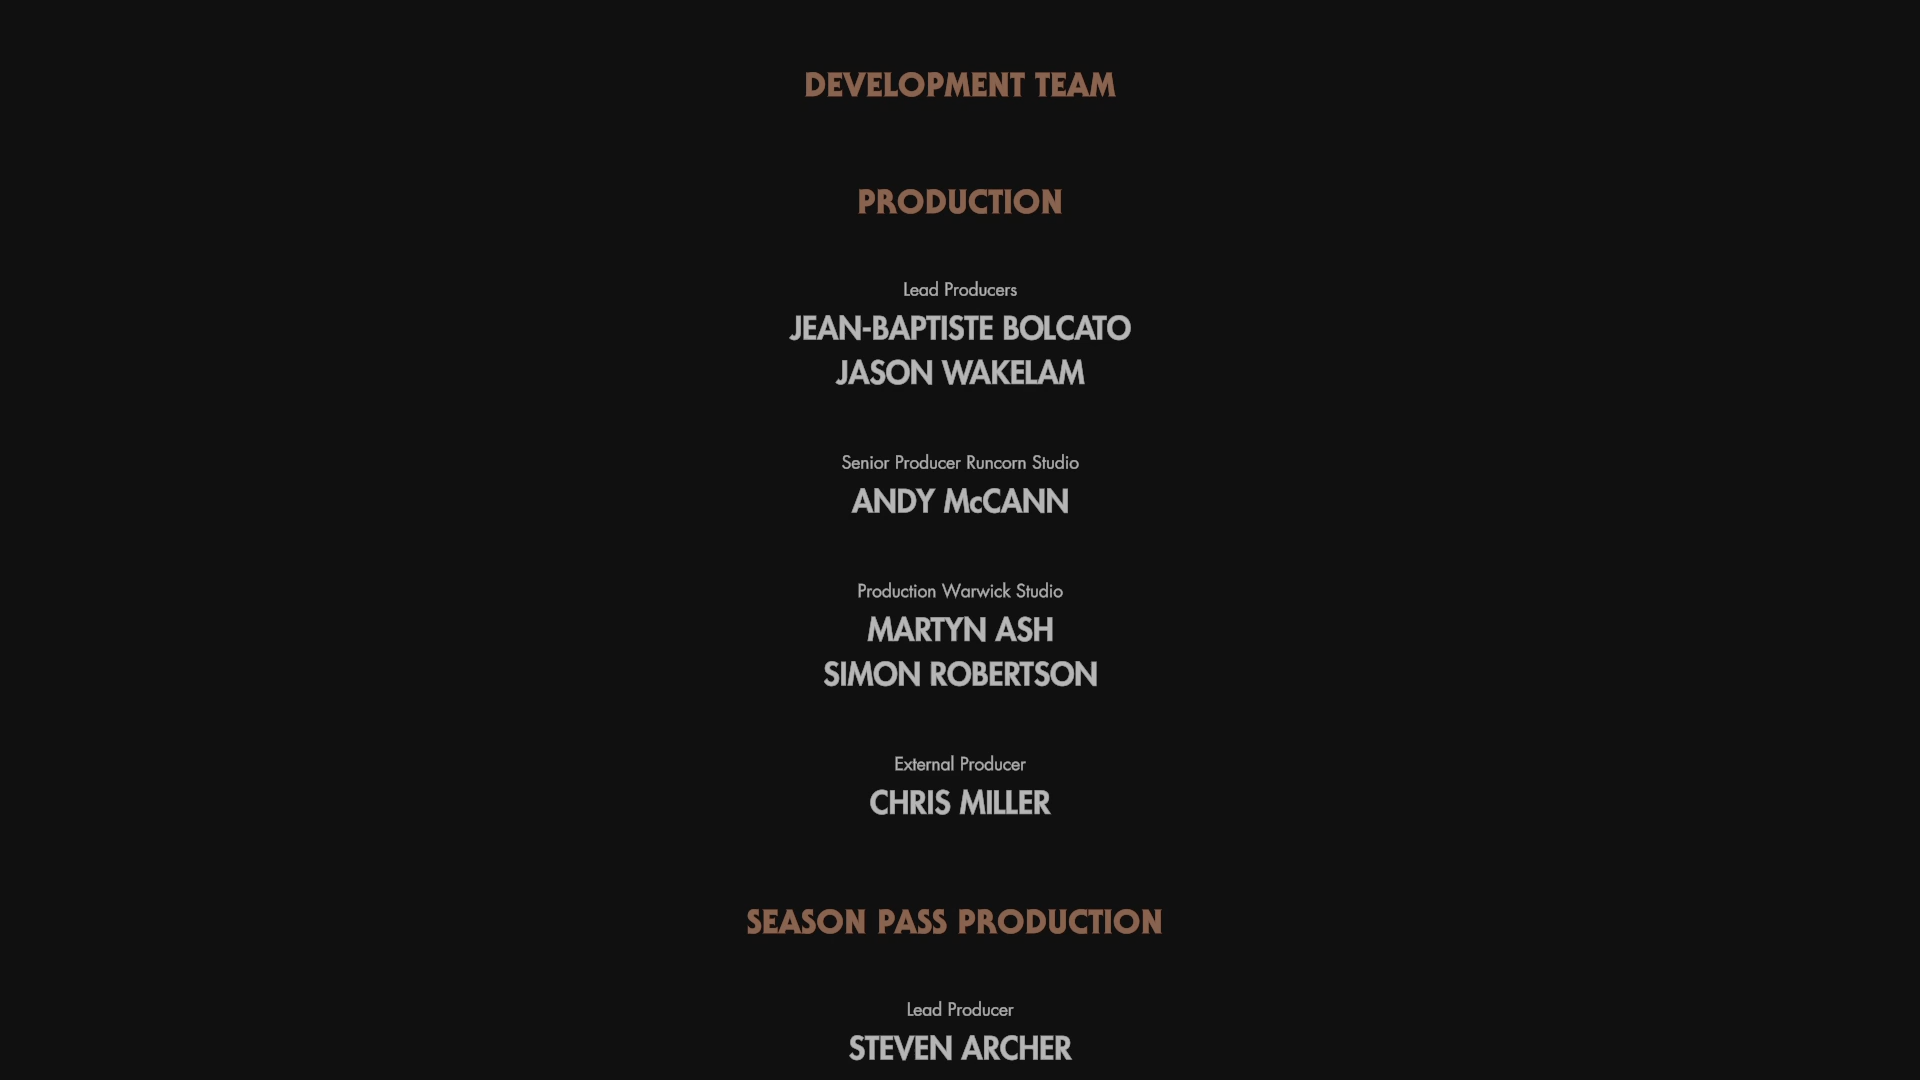 DEVELOPMENT TEAM
PRODUCTION
Lead Producers
JEAN-BAPTISTE BOLCATO
JASON WAKELAM
Senior Producer Runcorn Studio
ANDY McCANN
Production Warwick Studio
MARTYN ASH
SIMON ROBERTSON
External Producer
CHRIS MILLER
SEASON PASS PRODUCTION
Lead Producer
STEVEN ARCHER